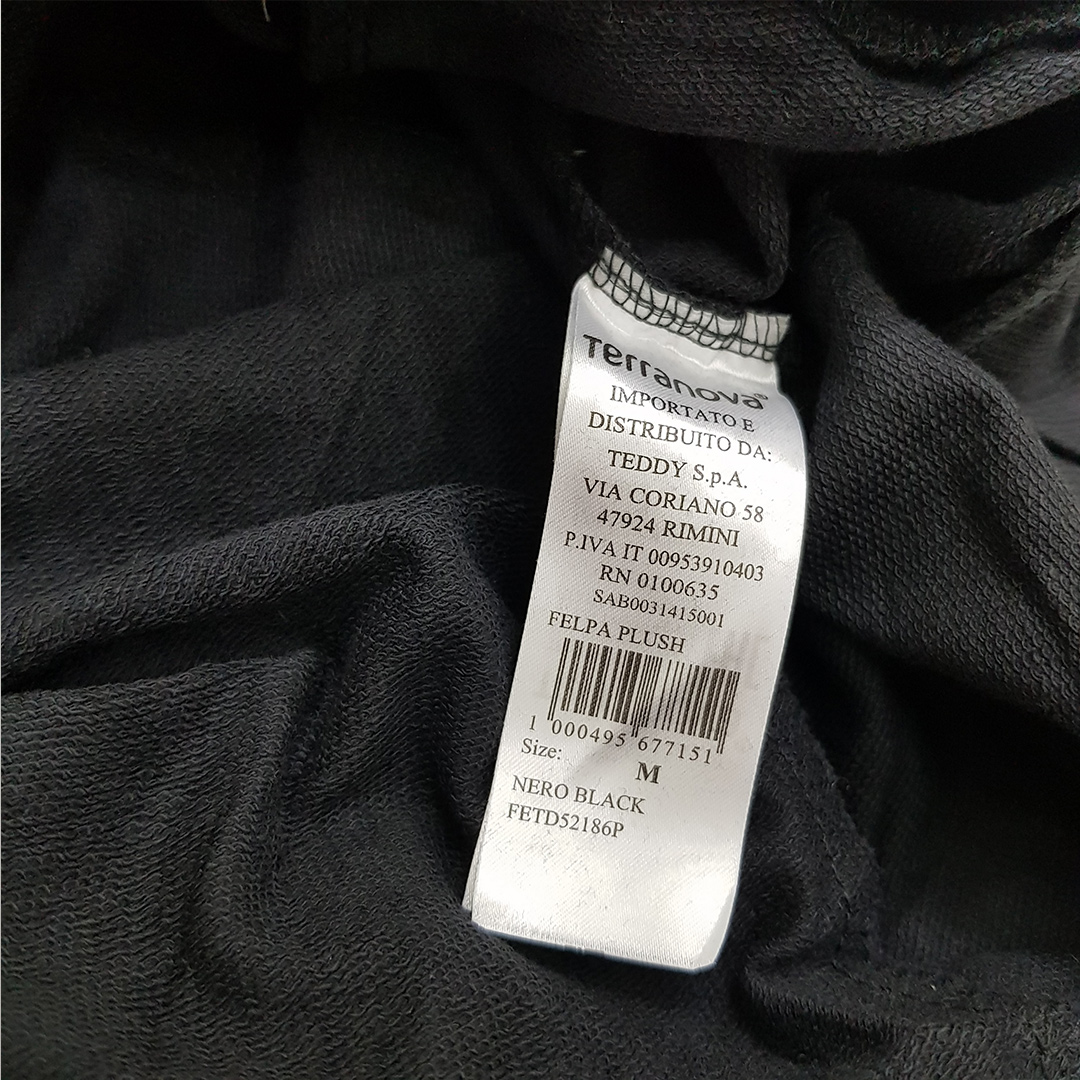 Terranova®
IMPORTATO E
DISTRIBUITO DA:
TEDDY S.p.A.
VIA CORIANO 58
47924 RIMINI
P.IVA IT 00953910403
RN 0100635
SAB0031415001
FELPA PLUSH
1 000495 677151
Size:
M
NERO BLACK
FETD52186P